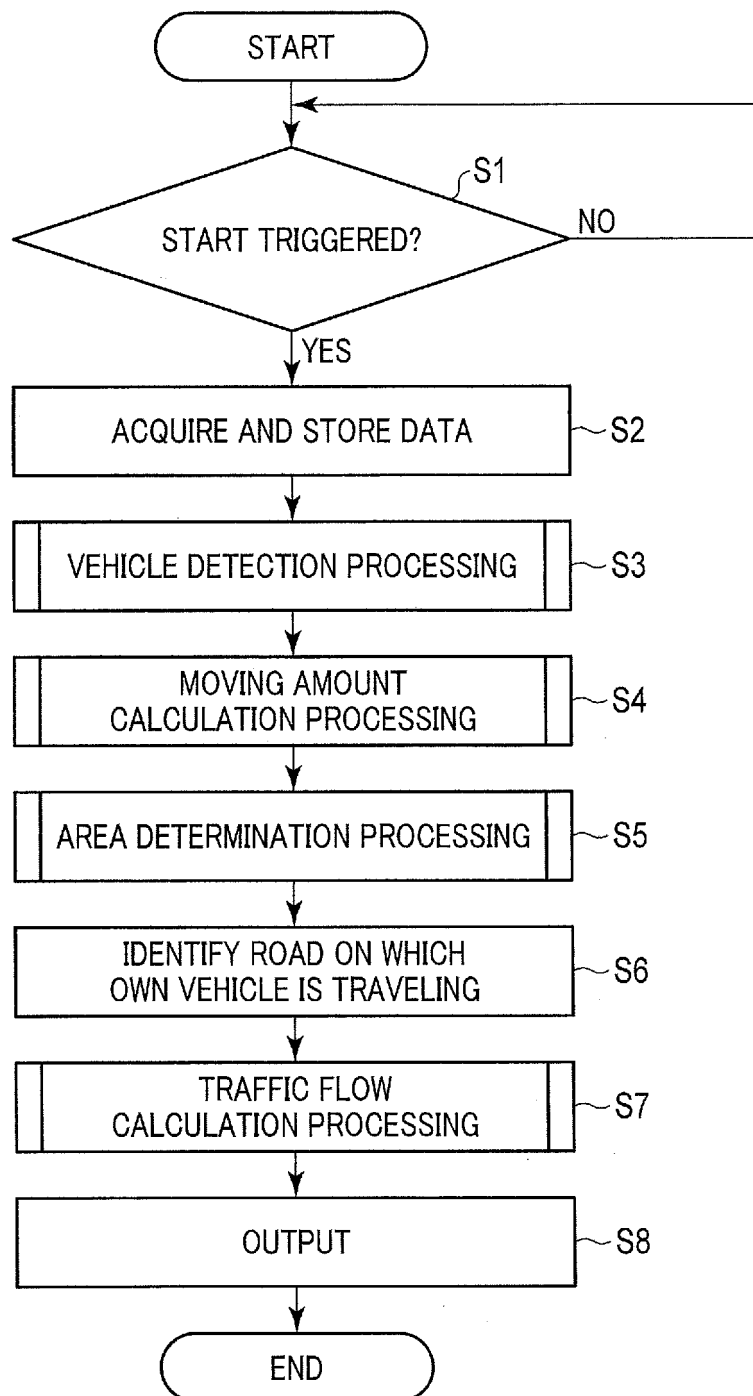 START
S1
START TRIGGERED?
NO
YES
ACQUIRE AND STORE DATA
S2
VEHICLE DETECTION PROCESSING
S3
MOVING AMOUNT
CALCULATION PROCESSING
S4
AREA DETERMINATION PROCESSING
S5
IDENTIFY ROAD ON WHICH
OWN VEHICLE IS TRAVELING
S6
TRAFFIC FLOW
CALCULATION PROCESSING
S7
OUTPUT
S8
END